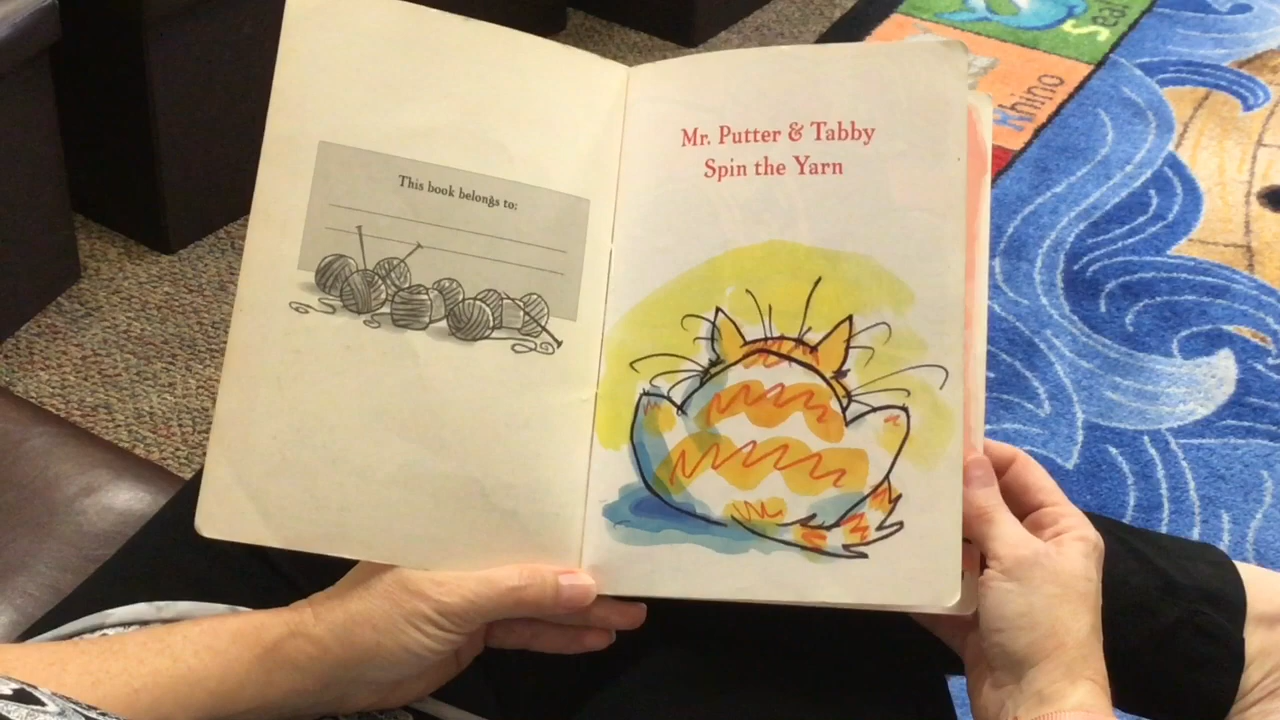 This book belongs to:
Mr. Putter & Tabby
Spin the Yarn
Seal
Rhino